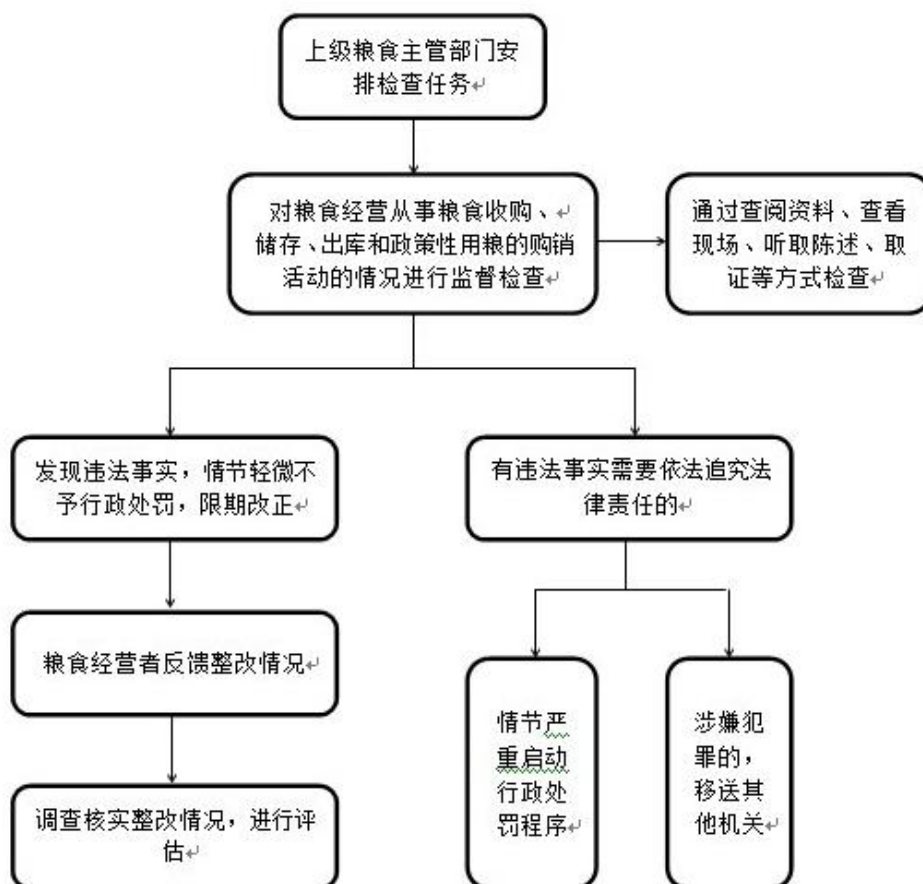 上级粮食主管部门安
排检查任务↵
对粮食经营从事粮食收购、↵
储存、出库和政策性用粮的购销
活动的情况进行监督检查↵
通过查阅资料、查看
现场、听取陈述、取
证等方式检查↵
发现违法事实，情节轻微不
予行政处罚，限期改正↵
有违法事实需要依法追究法
律责任的↵
粮食经营者反馈整改情况↵
调查核实整改情况，进行评
估↵
情节严
重启动
行政处
罚程序↵
涉嫌犯
罪的，
移送其
他机关↵